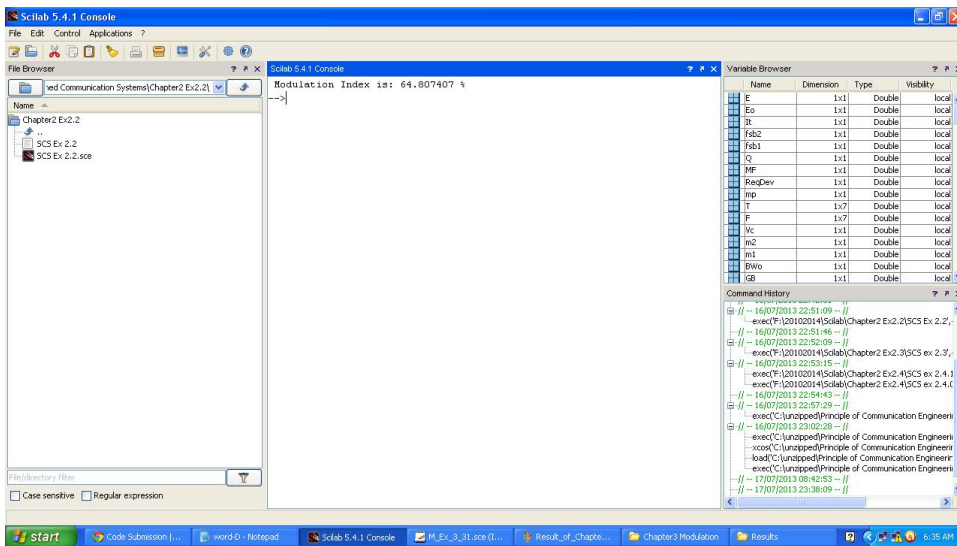 Scilab 5.4.1 Console
File Edit Control Applications ?
File Browser ? ↗ X
Scilab 5.4.1 Console ? ↗ X
Variable Browser ?
ned Communication Systems\Chapter2 Ex2.2\
Name
Chapter2 Ex2.2
..
SCS Ex 2.2
SCS Ex 2.2.sce
File/directory filter
Case sensitive Regular expression
Modulation Index is: 64.807407 %
-->
Name Dimension Type Visibility
E 1x1 Double local
Eo 1x1 Double local
It 1x1 Double local
fsb2 1x1 Double local
fsb1 1x1 Double local
Q 1x1 Double local
MF 1x1 Double local
ReqDev 1x1 Double local
mp 1x1 Double local
T 1x7 Double local
F 1x7 Double local
Vc 1x1 Double local
m2 1x1 Double local
m1 1x1 Double local
BWo 1x1 Double local
GB 1x1 Double local
Command History ?
// -- 16/07/2013 22:51:09 -- //
exec('F:\20102014\Scilab\Chapter2 Ex2.2\SCS Ex 2.2',
// -- 16/07/2013 22:51:46 -- //
// -- 16/07/2013 22:52:09 -- //
exec('F:\20102014\Scilab\Chapter2 Ex2.3\SCS ex 2.3',
// -- 16/07/2013 22:53:15 -- //
exec('F:\20102014\Scilab\Chapter2 Ex2.4\SCS ex 2.4.1
exec('F:\20102014\Scilab\Chapter2 Ex2.4\SCS ex 2.4.(
// -- 16/07/2013 22:54:43 -- //
// -- 16/07/2013 22:57:29 -- //
exec('C:\unzipped\Principle of Communication Engineeri
// -- 16/07/2013 23:02:28 -- //
exec('C:\unzipped\Principle of Communication Engineeri
xcos('C:\unzipped\Principle of Communication Engineeri
load('C:\unzipped\Principle of Communication Engineerir
exec('C:\unzipped\Principle of Communication Engineeri
// -- 17/07/2013 08:42:53 -- //
// -- 17/07/2013 23:38:09 -- //
start Code Submission |... word-D - Notepad Scilab 5.4.1 Console M_Ex_3_31.sce (I... Result_of_Chapte... Chapter3 Modulation Results 6:35 AM